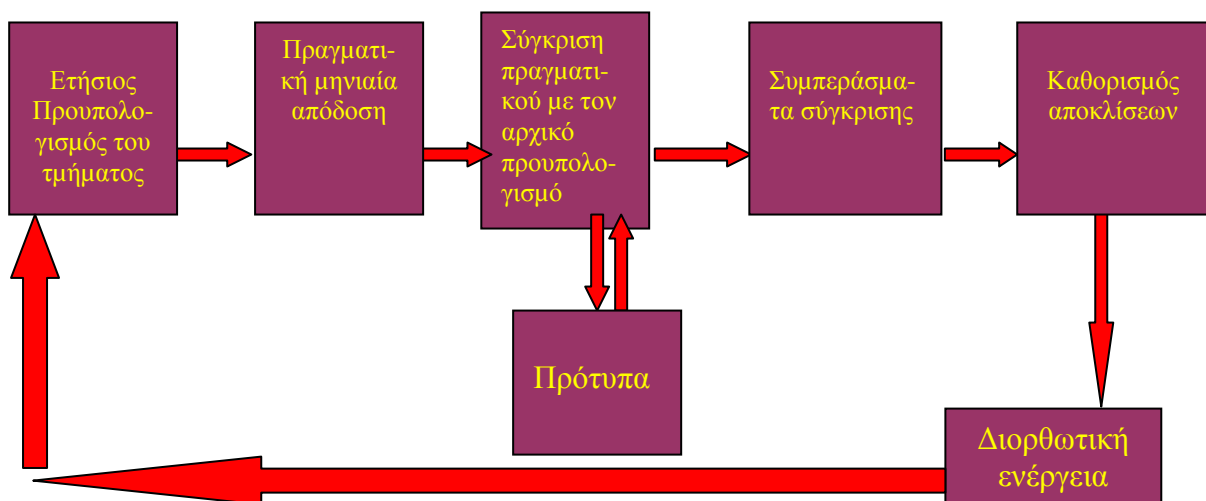 Ετήσιος
Προυπολο-
γισμός του
τμήματος
Πραγματι-
κή μηνιαία
απόδοση
Σύγκριση
πραγματι-
κού με τον
αρχικό
προυπολο-
γισμό
Συμπεράσμα-
τα σύγκρισης
Καθορισμός
αποκλίσεων
Πρότυπα
Διορθωτική
ενέργεια